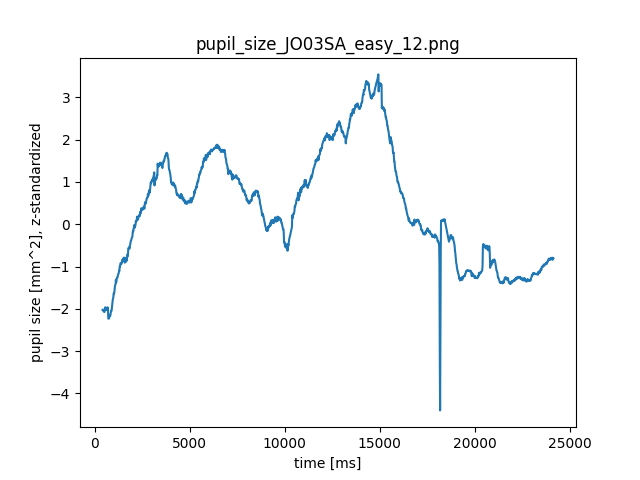 pupil_size_JO03SA_easy_12.png
pupil size [mm^2], z-standardized
3
2
1
0
−1
−2
−3
−4
0 5000 10000 15000 20000 25000
time [ms]